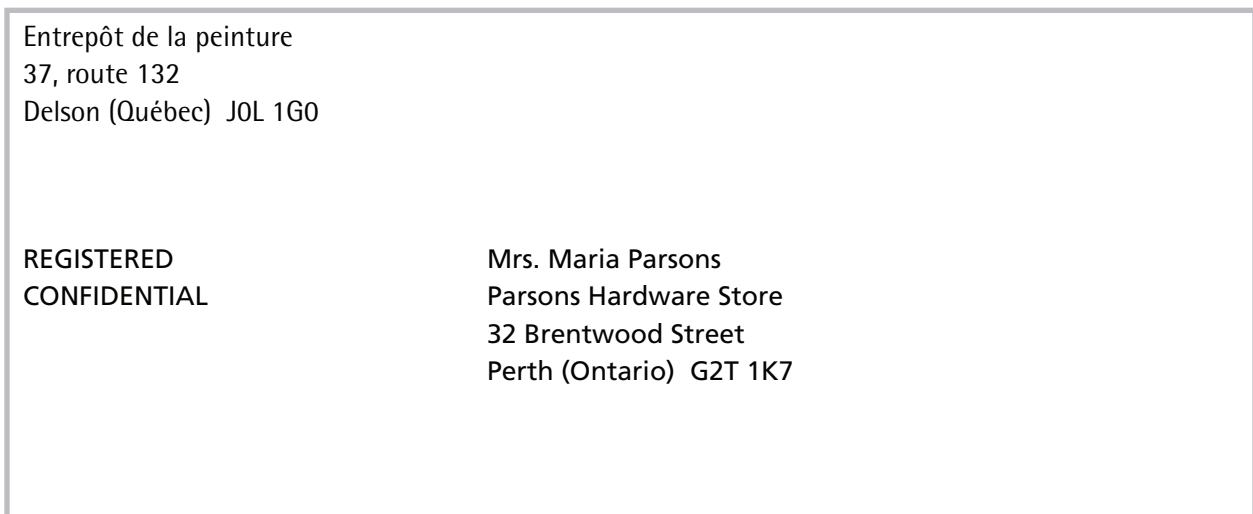 Entrepôt de la peinture
37, route 132
Delson (Québec)  J0L 1G0
REGISTERED
CONFIDENTIAL
Mrs. Maria Parsons
Parsons Hardware Store
32 Brentwood Street
Perth (Ontario)  G2T 1K7